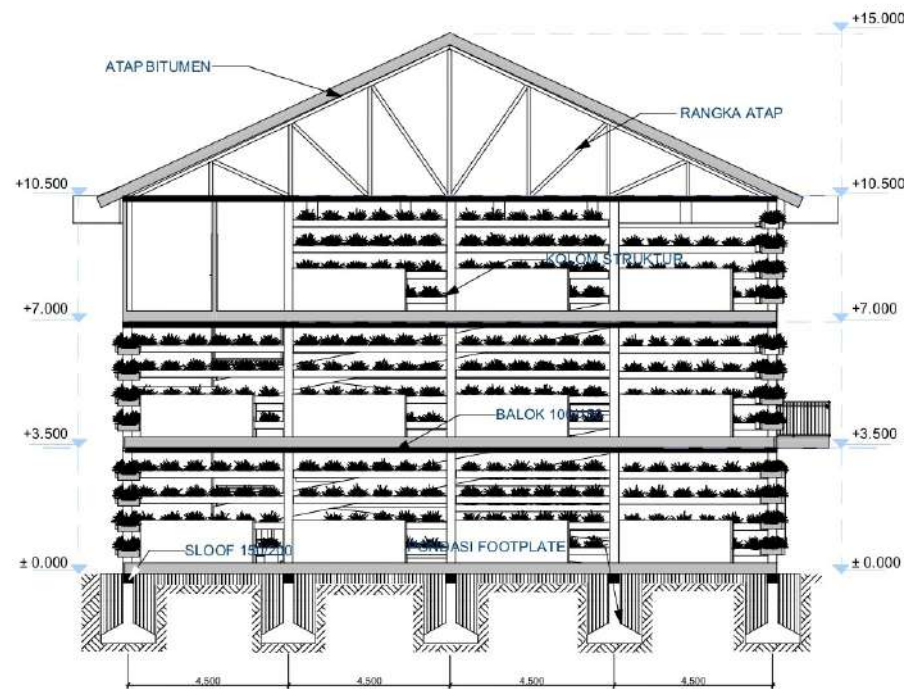 +15.000
ATAP BITUMEN
RANGKA ATAP
+10.500
+10.500
KOLOM STRUKTUR
+7.000
+7.000
BALOK
+3.500
+3.500
SLOOF 150/200
FOOTPLATE
± 0.000
± 0.000
4,500
4,500
4,500
4,500